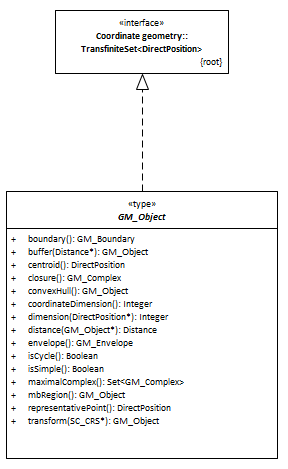 «interface»
Coordinate geometry::
TransfiniteSet<DirectPosition>
{root}
«type»
GM_Object
+ boundary(): GM_Boundary
+ buffer(Distance*): GM_Object
+ centroid(): DirectPosition
+ closure(): GM_Complex
+ convexHull(): GM_Object
+ coordinateDimension(): Integer
+ dimension(DirectPosition*): Integer
+ distance(GM_Object*): Distance
+ envelope(): GM_Envelope
+ isCycle(): Boolean
+ isSimple(): Boolean
+ maximalComplex(): Set<GM_Complex>
+ mbRegion(): GM_Object
+ representativePoint(): DirectPosition
+ transform(SC_CRS*): GM_Object